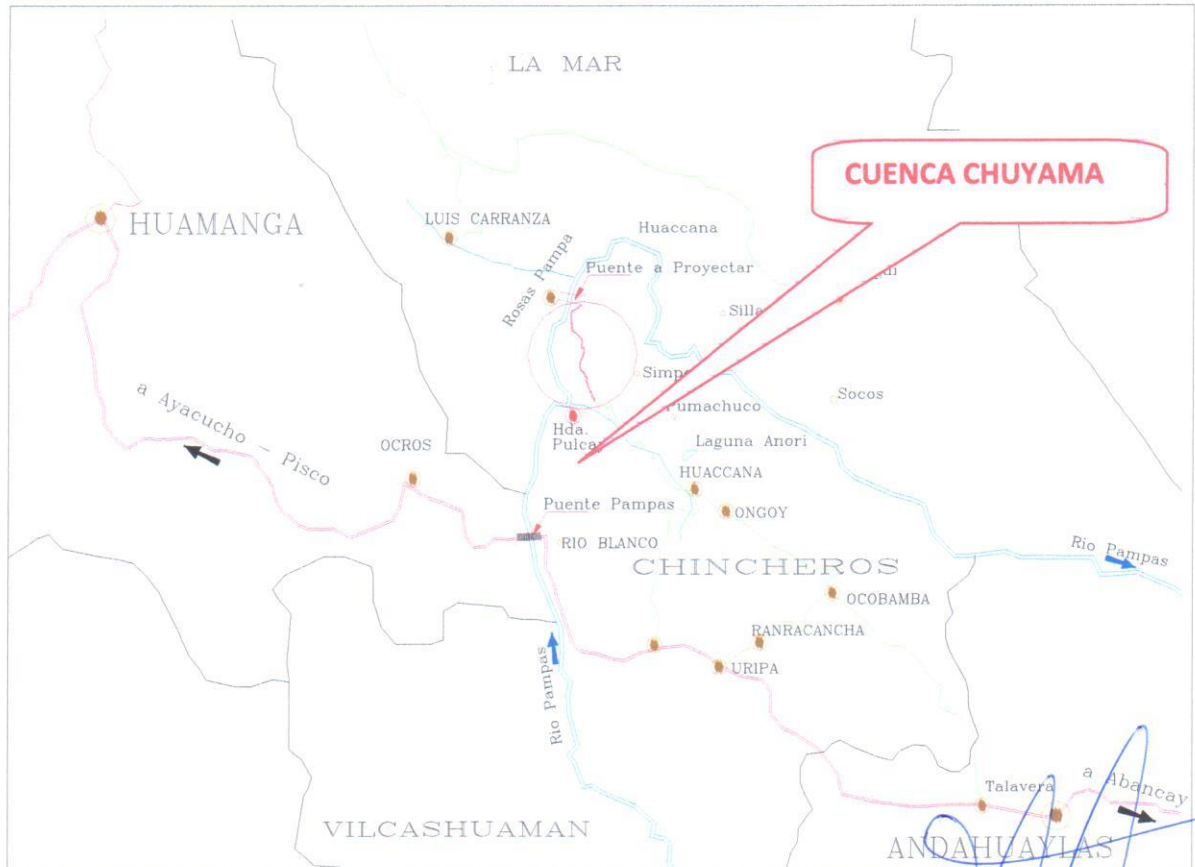 LA MAR
CUENCA CHUYAMA
HUAMANGA
LUIS CARRANZA
Huaccana
Puente a Proyectar
Rosas Pampa
Silla
Simpe
Socos
Pumachuco
a Ayacucho – Pisco
Hda.
Pulcay
OCROS
Laguna Anori
HUACCANA
Puente Pampas
ONGOY
RIO BLANCO
Rio Pampas
CHINCHEROS
OCOBAMBA
RANRACANCHA
URIPA
Rio Pampas
Talavera
a Abancay
VILCASHUAMAN
ANDAHUAYLAS